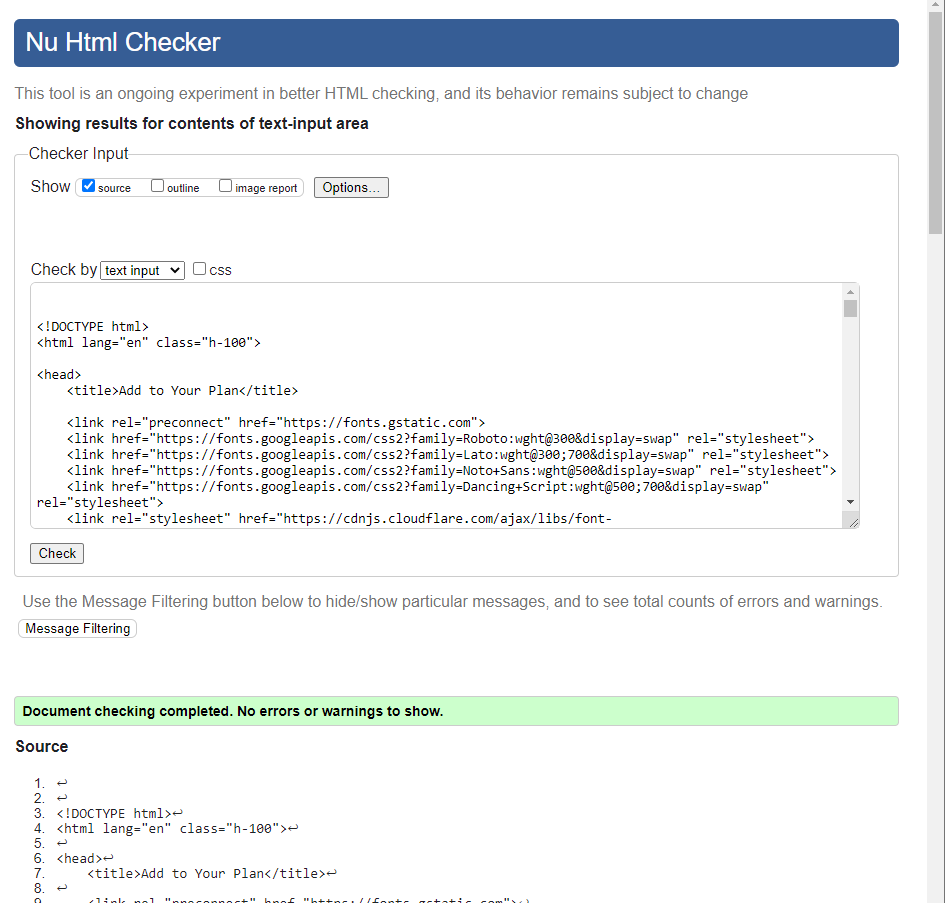 Nu Html Checker
This tool is an ongoing experiment in better HTML checking, and its behavior remains subject to change
Showing results for contents of text-input area
Checker Input
Show source outline image report Options...
Check by text input css
<!DOCTYPE html>
<html lang="en" class="h-100">
<head>
<title>Add to Your Plan</title>
<link rel="preconnect" href="https://fonts.gstatic.com">
<link href="https://fonts.googleapis.com/css2?family=Roboto:wght@300&display=swap" rel="stylesheet">
<link href="https://fonts.googleapis.com/css2?family=Lato:wght@300;700&display=swap" rel="stylesheet">
<link href="https://fonts.googleapis.com/css2?family=Noto+Sans:wght@500&display=swap" rel="stylesheet">
<link href="https://fonts.googleapis.com/css2?family=Dancing+Script:wght@500;700&display=swap"
rel="stylesheet">
<link rel="stylesheet" href="https://cdnjs.cloudflare.com/ajax/libs/font-
Check
Use the Message Filtering button below to hide/show particular messages, and to see total counts of errors and warnings.
Message Filtering
Document checking completed. No errors or warnings to show.
Source
1. ↩
2. ↩
3. <!DOCTYPE html>↩
4. <html lang="en" class="h-100">↩
5. ↩
6. <head>↩
7. <title>Add to Your Plan</title>↩
8. ↩
9. <link rel="preconnect" href="https://fonts.gstatic.com">↩